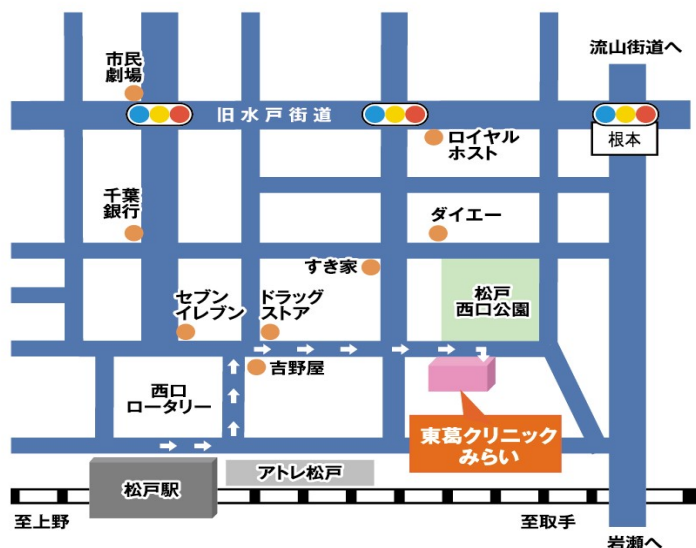 市民
劇場
流山街道へ
旧水戸街道
ロイヤル
ホスト
根本
千葉
銀行
ダイエー
すき家
セブン
イレブン
ドラッグ
ストア
松戸
西口公園
吉野屋
西口
ロータリー
東葛クリニック
みらい
アトレ松戸
松戸駅
至上野
至取手
岩瀬へ